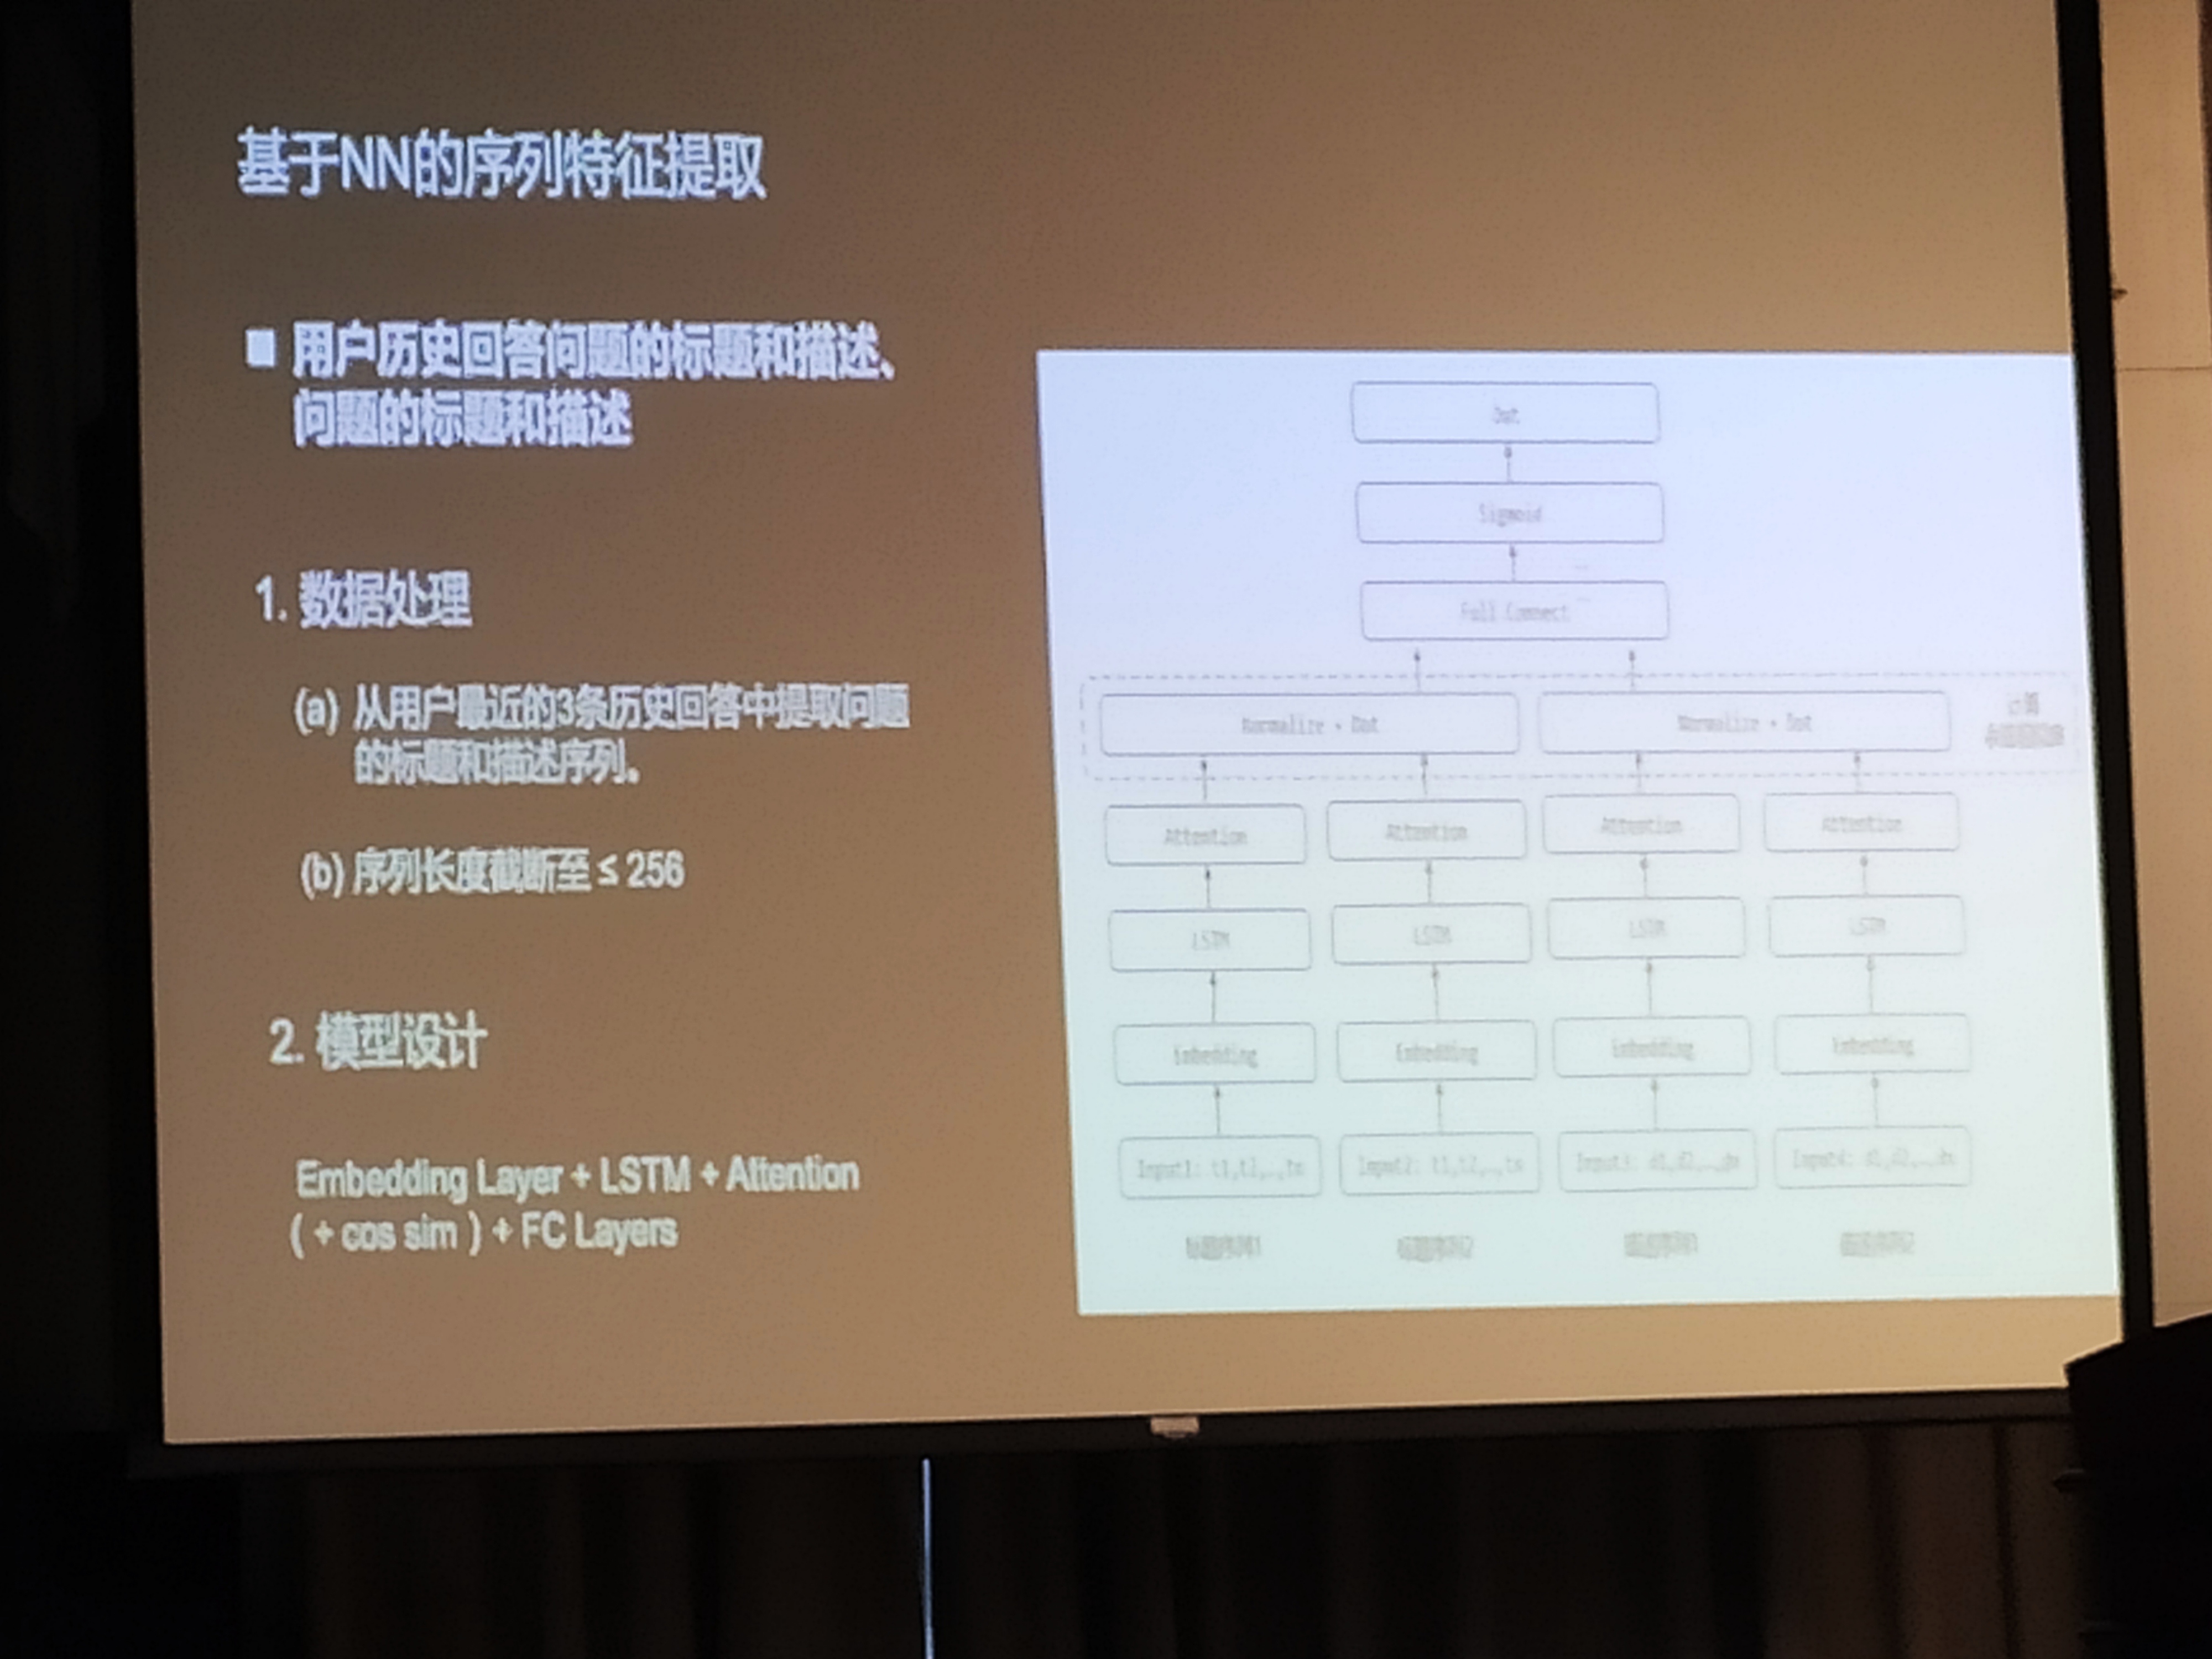 基于NN的序列特征提取
■ 用户历史回答问题的标题和描述、
问题的标题和描述
1. 数据处理
(a) 从用户最近的3条历史回答中提取问题
的标题和描述序列。
(b) 序列长度截断至 ≤ 256
2. 模型设计
Embedding Layer + LSTM + Attention
( + cos sim ) + FC Layers
Out
Sigmoid
Full Connect
Normalize + Dot Normalize + Dot
计算
Attention Attention Attention Attention
LSTM LSTM LSTM LSTM
Embedding Embedding Embedding Embedding
Input1: t1,t2,..,tn Input2: t1,t2,..,tn Input3: d1,d2,..,dn Input4: d1,d2,..,dn
标题序列1 标题序列2 描述序列1 描述序列2